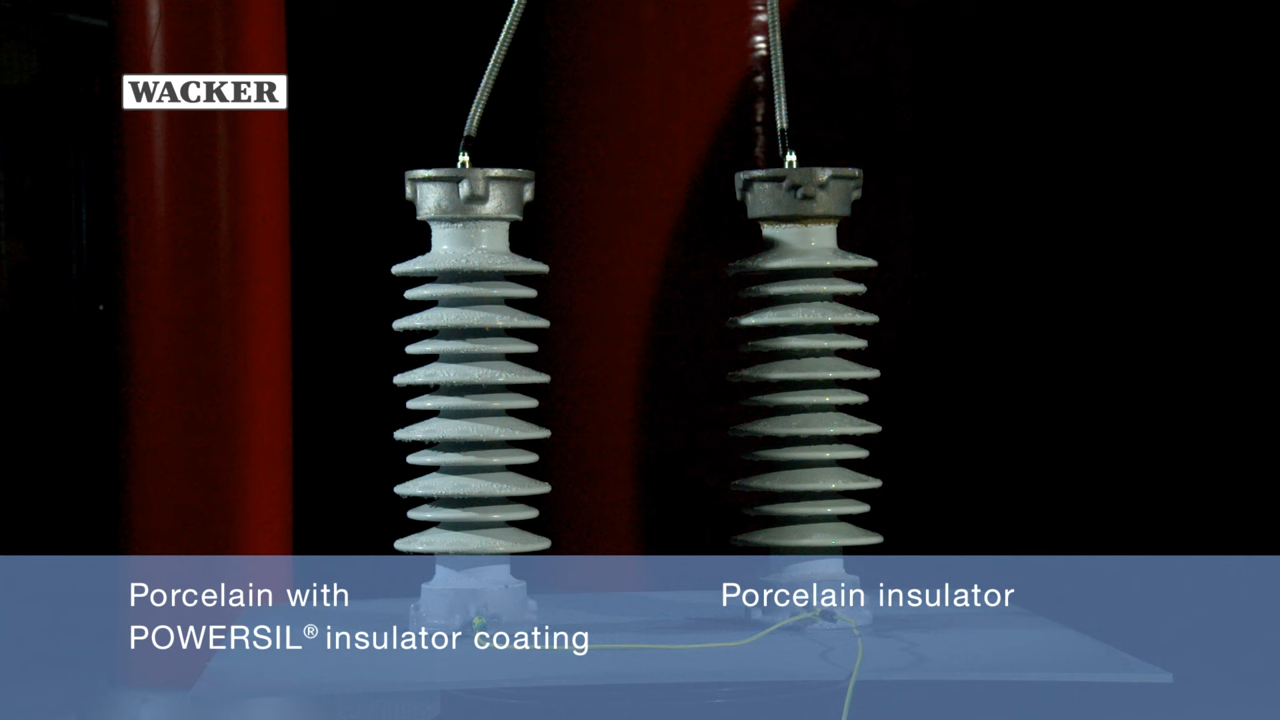 WACKER
Porcelain with
POWERSIL® insulator coating
Porcelain insulator